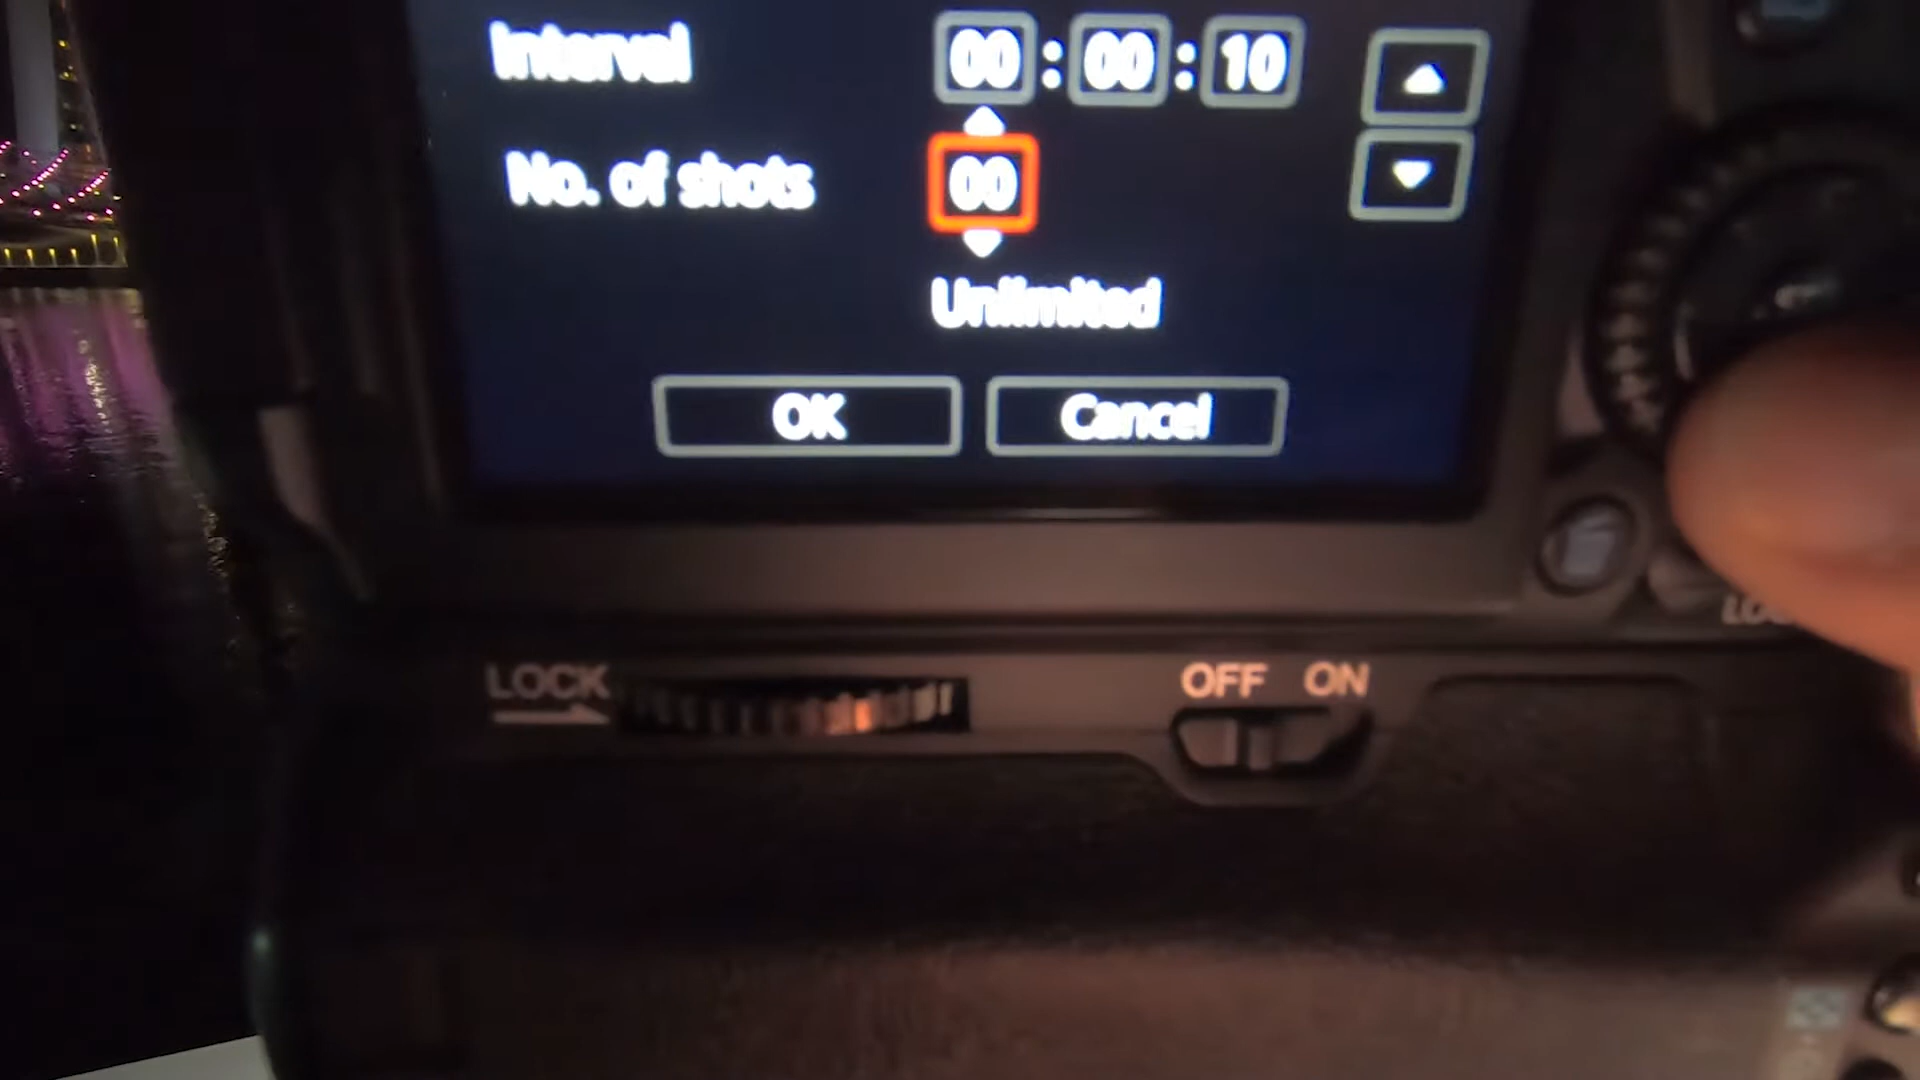 Interval 00 : 00 : 10
No. of shots 00
Unlimited
OK Cancel
LOCK OFF ON